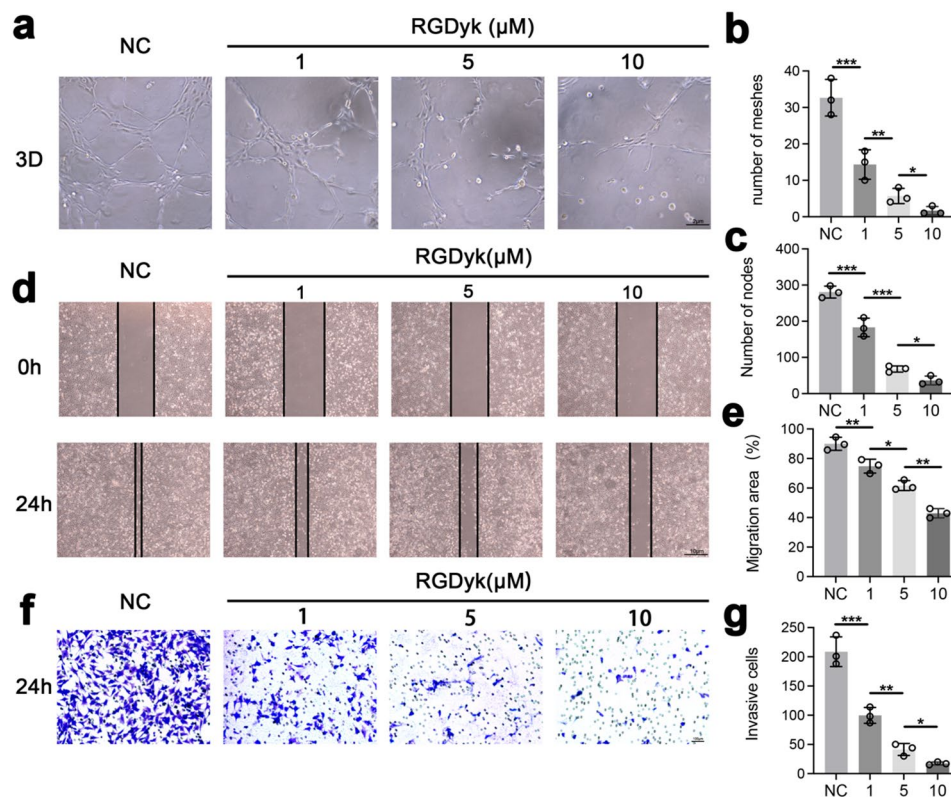 a
NC
RGDyk (µM)
1
5
10
3D
b
number of meshes
40
30
20
10
0
***
**
*
NC
1
5
10
c
Number of nodes
400
300
200
100
0
***
***
*
NC
1
5
10
d
NC
RGDyk(µM)
1
5
10
0h
24h
e
Migration area (%)
100
80
60
40
20
0
**
*
**
NC
1
5
10
f
NC
RGDyk(µM)
1
5
10
24h
g
Invasive cells
250
200
150
100
50
0
***
**
*
NC
1
5
10